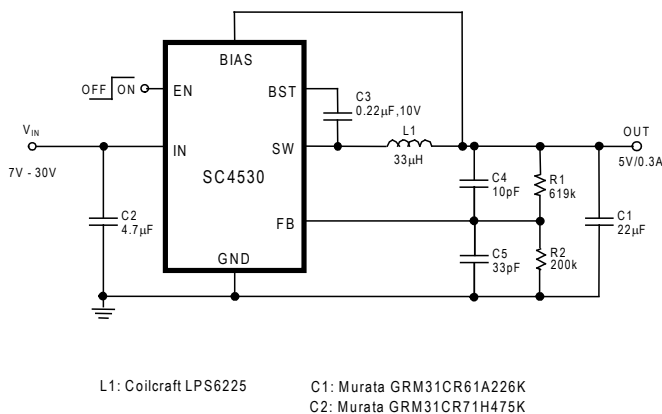 BIAS
OFF
ON
EN
BST
C3
0.22µF,10V
VIN
L1
OUT
IN
SW
7V - 30V
33µH
5V/0.3A
SC4530
C4
10pF
R1
619k
C2
4.7µF
FB
C1
22µF
GND
C5
33pF
R2
200k
L1: Coilcraft LPS6225
C1: Murata GRM31CR61A226K
C2: Murata GRM31CR71H475K